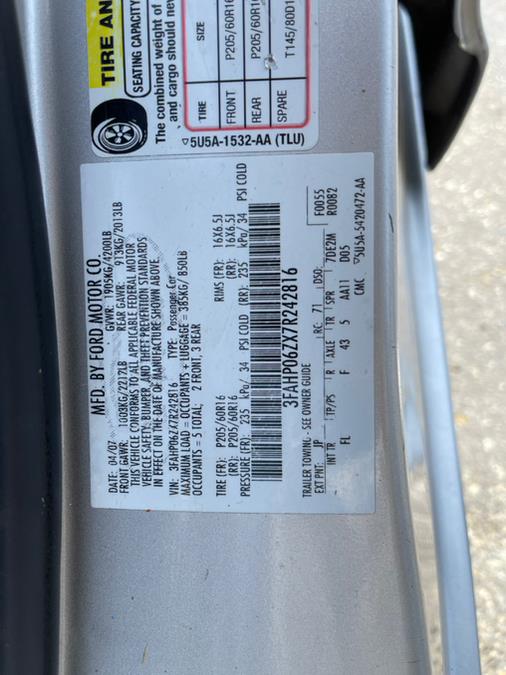 TIRE AN
SEATING CAPACITY
The combined weight of
and cargo should neve
TIRE SIZE
FRONT P205/60R16
REAR P205/60R16
SPARE T145/80D1
▽5U5A-1532-AA (TLU)
MFD. BY FORD MOTOR CO.
DATE: 04/07 GVWR: 1905KG/4200LB
FRONT GAWR: 1003KG/2212LB REAR GAWR: 913KG/2013LB
THIS VEHICLE CONFORMS TO ALL APPLICABLE FEDERAL MOTOR
VEHICLE SAFETY, BUMPER, AND THEFT PREVENTION STANDARDS
IN EFFECT ON THE DATE OF MANUFACTURE SHOWN ABOVE.
VIN: 3FAHP06ZX7R242816 TYPE: Passenger Car
MAXIMUM LOAD = OCCUPANTS + LUGGAGE = 385KG/ 850LB
OCCUPANTS = 5 TOTAL: 2 FRONT, 3 REAR
TIRE (FR): P205/60R16 RIMS (FR): 16X6.5J
(RR): P205/60R16 (RR): 16X6.5J
PRESSURE (FR): 235 kPa/ 34 PSI COLD (RR): 235 kPa/ 34 PSI COLD
3FAHP06ZX7R242816
TRAILER TOWING - SEE OWNER GUIDE F0055
EXT PNT: JP RC: 71 DSO: R0082
INT TR TP/PS R AXLE TR SPR 7DE2M
FL F 43 5 AA11 D05
CMC ▽5U5A-5420472-AA